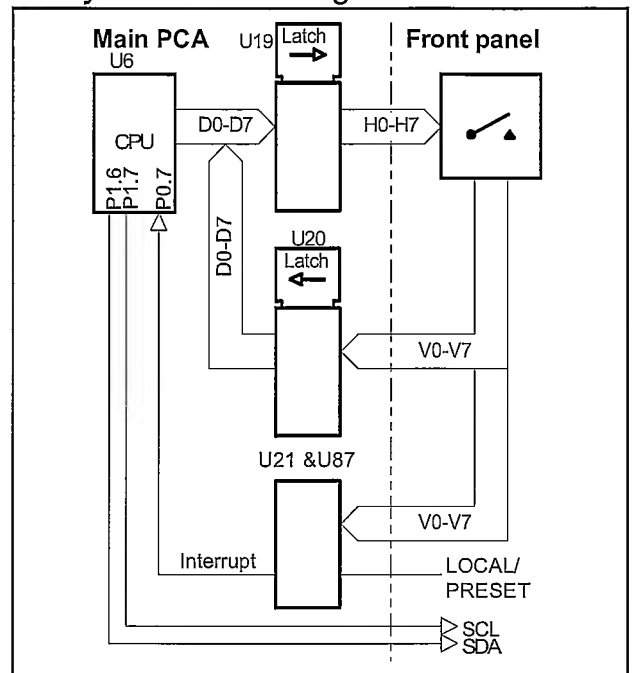 Main PCA
U6
U19
Latch
Front panel
CPU
P1.6
P1.7
P0.7
D0-D7
H0-H7
D0-D7
U20
Latch
V0-V7
U21 &U87
V0-V7
Interrupt
LOCAL/
PRESET
SCL
SDA